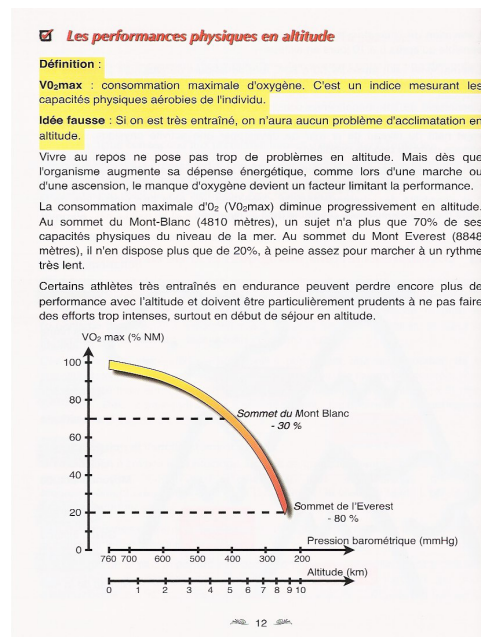 Les performances physiques en altitude
Définition :
V0₂max : consommation maximale d'oxygène. C'est un indice mesurant les
capacités physiques aérobies de l'individu.
Idée fausse : Si on est très entraîné, on n'aura aucun problème d'acclimatation en
altitude.
Vivre au repos ne pose pas trop de problèmes en altitude. Mais dès que
l'organisme augmente sa dépense énergétique, comme lors d'une marche ou
d'une ascension, le manque d'oxygène devient un facteur limitant la performance.
La consommation maximale d'0₂ (V0₂max) diminue progressivement en altitude.
Au sommet du Mont-Blanc (4810 mètres), un sujet n'a plus que 70% de ses
capacités physiques du niveau de la mer. Au sommet du Mont Everest (8848
mètres), il n'en dispose plus que de 20%, à peine assez pour marcher à un rythme
très lent.
Certains athlètes très entraînés en endurance peuvent perdre encore plus de
performance avec l'altitude et doivent être particulièrement prudents à ne pas faire
des efforts trop intenses, surtout en début de séjour en altitude.
VO₂ max (% NM)
100
80
Sommet du Mont Blanc
- 30 %
60
40
20
Sommet de l'Everest
- 80 %
0
Pression barométrique (mmHg)
760 700 600 500 400 300 200
Altitude (km)
0 1 2 3 4 5 6 7 8 9 10
12